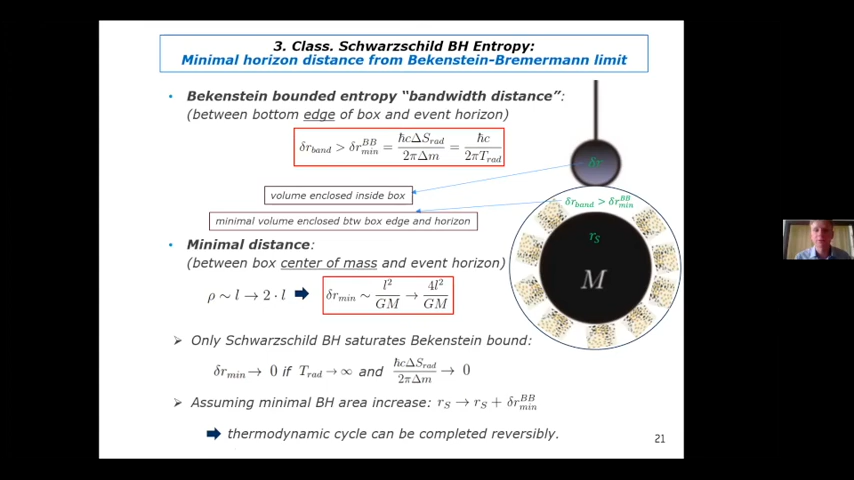 3. Class. Schwarzschild BH Entropy:
Minimal horizon distance from Bekenstein-Bremermann limit
• Bekenstein bounded entropy “bandwidth distance”:
(between bottom edge of box and event horizon)
δr_band > δr_min^BB = ħcΔS_rad / 2πΔm = ħc / 2πT_rad
δr
volume enclosed inside box
δr_band > δr_min^BB
minimal volume enclosed btw box edge and horizon
r_S
• Minimal distance:
(between box center of mass and event horizon)
M
ρ ~ l → 2 · l ➡ δr_min ~ l² / GM → 4l² / GM
➢ Only Schwarzschild BH saturates Bekenstein bound:
δr_min → 0 if T_rad → ∞ and ħcΔS_rad / 2πΔm → 0
➢ Assuming minimal BH area increase: r_S → r_S + δr_min^BB
➡ thermodynamic cycle can be completed reversibly.
21